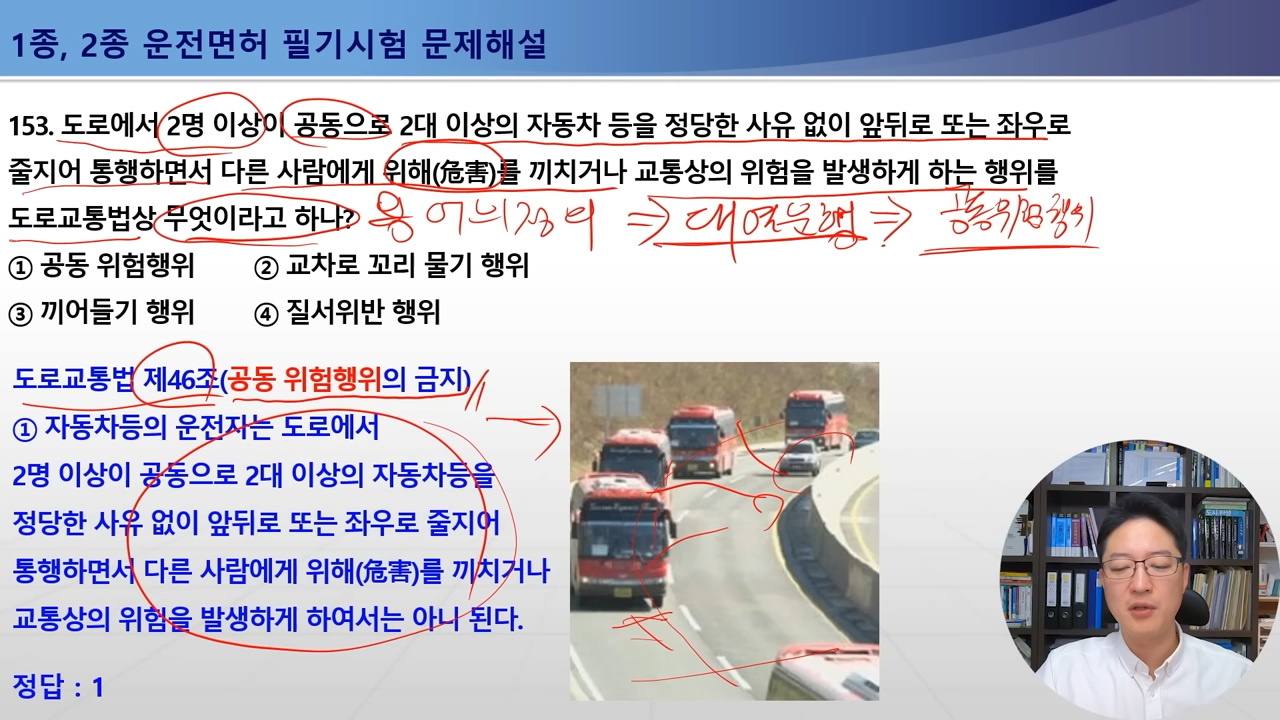 1종, 2종 운전면허 필기시험 문제해설
153. 도로에서 2명 이상이 공동으로 2대 이상의 자동차 등을 정당한 사유 없이 앞뒤로 또는 좌우로
줄지어 통행하면서 다른 사람에게 위해(危害)를 끼치거나 교통상의 위험을 발생하게 하는 행위를
도로교통법상 무엇이라고 하나? 용어의정의 ⇒ 대열운행 ⇒ 공동위험행위
① 공동 위험행위 ② 교차로 꼬리 물기 행위
③ 끼어들기 행위 ④ 질서위반 행위
도로교통법 제46조(공동 위험행위의 금지)
① 자동차등의 운전자는 도로에서
2명 이상이 공동으로 2대 이상의 자동차등을
정당한 사유 없이 앞뒤로 또는 좌우로 줄지어
통행하면서 다른 사람에게 위해(危害)를 끼치거나
교통상의 위험을 발생하게 하여서는 아니 된다.
정답 : 1